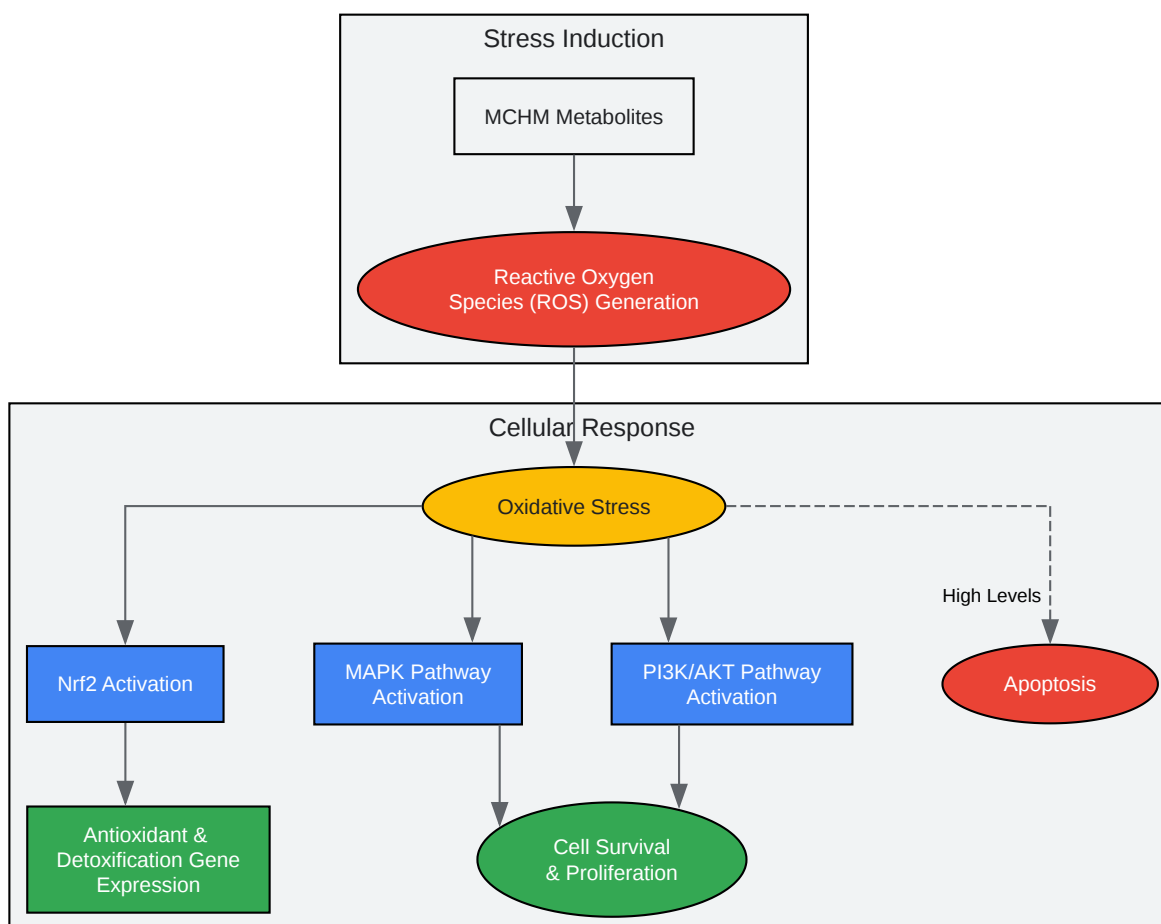 Stress Induction
MCHM Metabolites
Reactive Oxygen
Species (ROS) Generation
Cellular Response
Oxidative Stress
High Levels
Nrf2 Activation
MAPK Pathway
Activation
PI3K/AKT Pathway
Activation
Apoptosis
Antioxidant &
Detoxification Gene
Expression
Cell Survival
& Proliferation